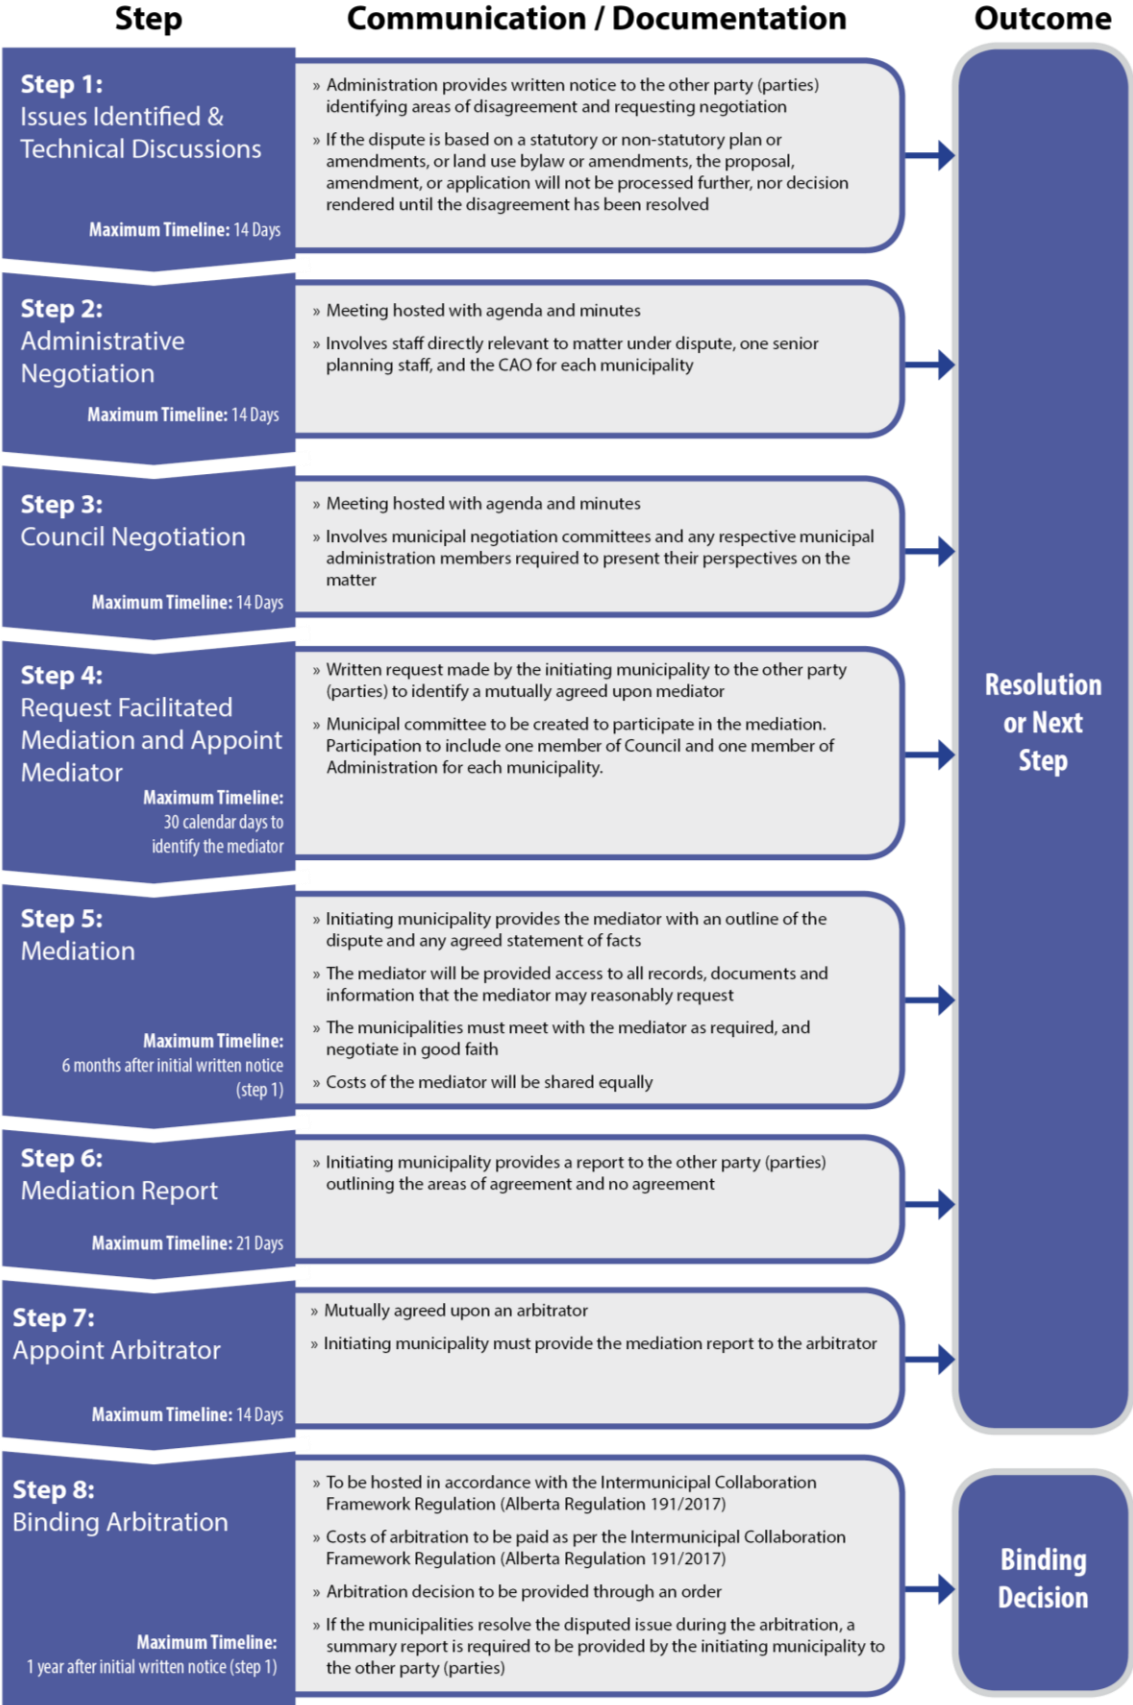 Step
Communication / Documentation
Outcome
Step 1:
Issues Identified &
Technical Discussions
Maximum Timeline: 14 Days
» Administration provides written notice to the other party (parties)
identifying areas of disagreement and requesting negotiation
» If the dispute is based on a statutory or non-statutory plan or
amendments, or land use bylaw or amendments, the proposal,
amendment, or application will not be processed further, nor decision
rendered until the disagreement has been resolved
Step 2:
Administrative
Negotiation
Maximum Timeline: 14 Days
» Meeting hosted with agenda and minutes
» Involves staff directly relevant to matter under dispute, one senior
planning staff, and the CAO for each municipality
Step 3:
Council Negotiation
Maximum Timeline: 14 Days
» Meeting hosted with agenda and minutes
» Involves municipal negotiation committees and any respective municipal
administration members required to present their perspectives on the
matter
Step 4:
Request Facilitated
Mediation and Appoint
Mediator
Maximum Timeline:
30 calendar days to
identify the mediator
» Written request made by the initiating municipality to the other party
(parties) to identify a mutually agreed upon mediator
» Municipal committee to be created to participate in the mediation.
Participation to include one member of Council and one member of
Administration for each municipality.
Step 5:
Mediation
Maximum Timeline:
6 months after initial written notice
(step 1)
» Initiating municipality provides the mediator with an outline of the
dispute and any agreed statement of facts
» The mediator will be provided access to all records, documents and
information that the mediator may reasonably request
» The municipalities must meet with the mediator as required, and
negotiate in good faith
» Costs of the mediator will be shared equally
Step 6:
Mediation Report
Maximum Timeline: 21 Days
» Initiating municipality provides a report to the other party (parties)
outlining the areas of agreement and no agreement
Step 7:
Appoint Arbitrator
Maximum Timeline: 14 Days
» Mutually agreed upon an arbitrator
» Initiating municipality must provide the mediation report to the arbitrator
Resolution
or Next
Step
Step 8:
Binding Arbitration
Maximum Timeline:
1 year after initial written notice (step 1)
» To be hosted in accordance with the Intermunicipal Collaboration
Framework Regulation (Alberta Regulation 191/2017)
» Costs of arbitration to be paid as per the Intermunicipal Collaboration
Framework Regulation (Alberta Regulation 191/2017)
» Arbitration decision to be provided through an order
» If the municipalities resolve the disputed issue during the arbitration, a
summary report is required to be provided by the initiating municipality to
the other party (parties)
Binding
Decision